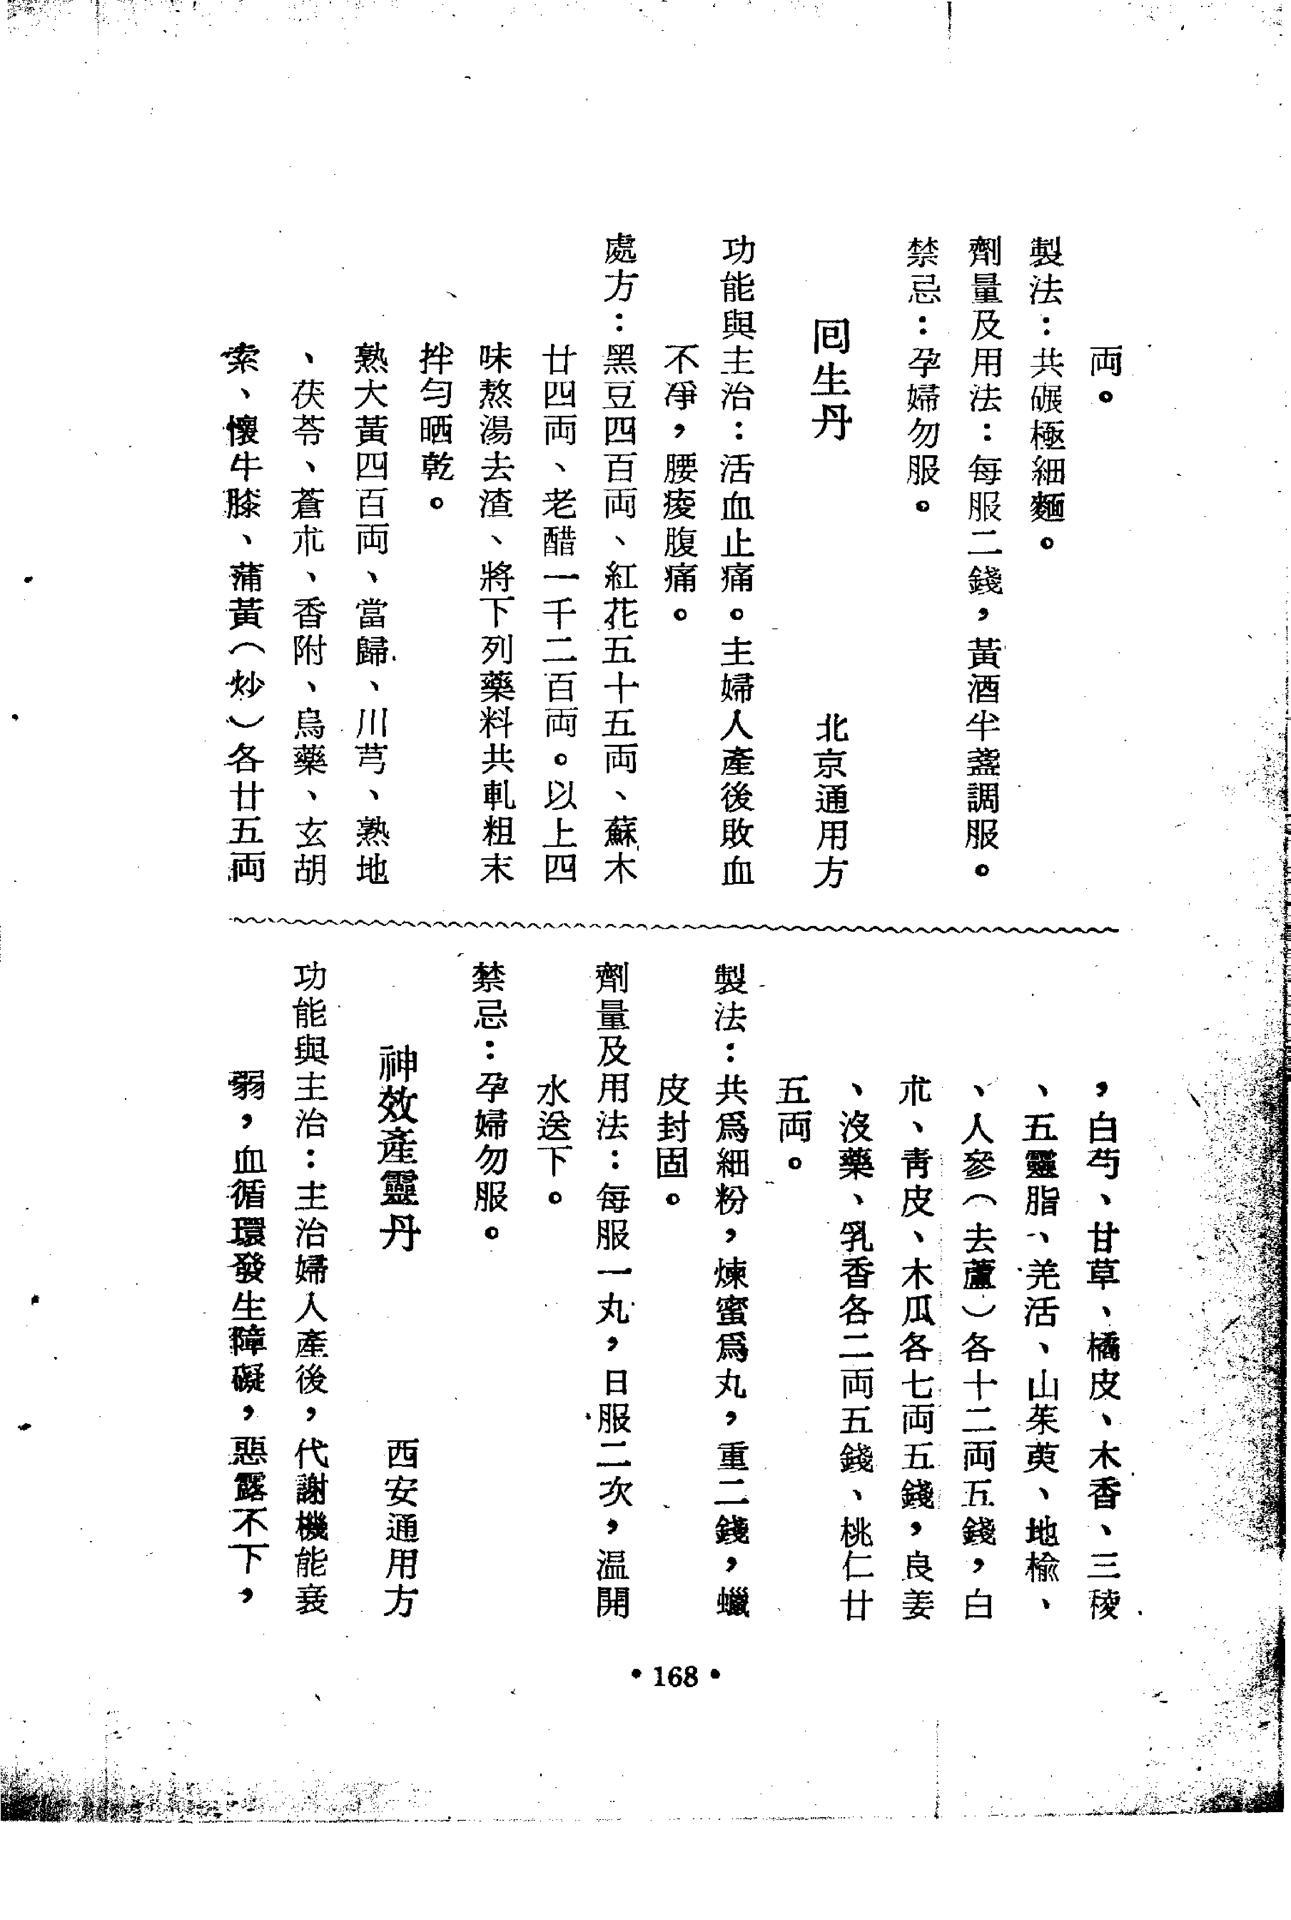 両。
製法：共碾極細麵。
劑量及用法：每服二錢，黃酒半盞調服。
禁忌：孕婦勿服。
回生丹　北京通用方
功能與主治：活血止痛。主婦人產後敗血
不淨，腰痠腹痛。
處方：黑豆四百両、紅花五十五両、蘇木
廿四両、老醋一千二百両。以上四
味熬湯去渣、將下列藥料共軋粗末
拌勻晒乾。
熟大黃四百両、當歸、川芎、熟地
、茯苓、蒼朮、香附、烏藥、玄胡
索、懷牛膝、蒲黃（炒）各廿五両
，白芍、甘草、橘皮、木香、三稜
、五靈脂、羌活、山茱萸、地楡、
、人參（去蘆）各十二両五錢，白
朮、靑皮、木瓜各七両五錢，良姜
、沒藥、乳香各二両五錢、桃仁廿
五両。
製法：共爲細粉，煉蜜爲丸，重二錢，蠟
皮封固。
劑量及用法：每服一丸，日服二次，温開
水送下。
禁忌：孕婦勿服。
神效產靈丹　西安通用方
功能與主治：主治婦人產後，代謝機能衰
弱，血循環發生障礙，惡露不下，
•168•